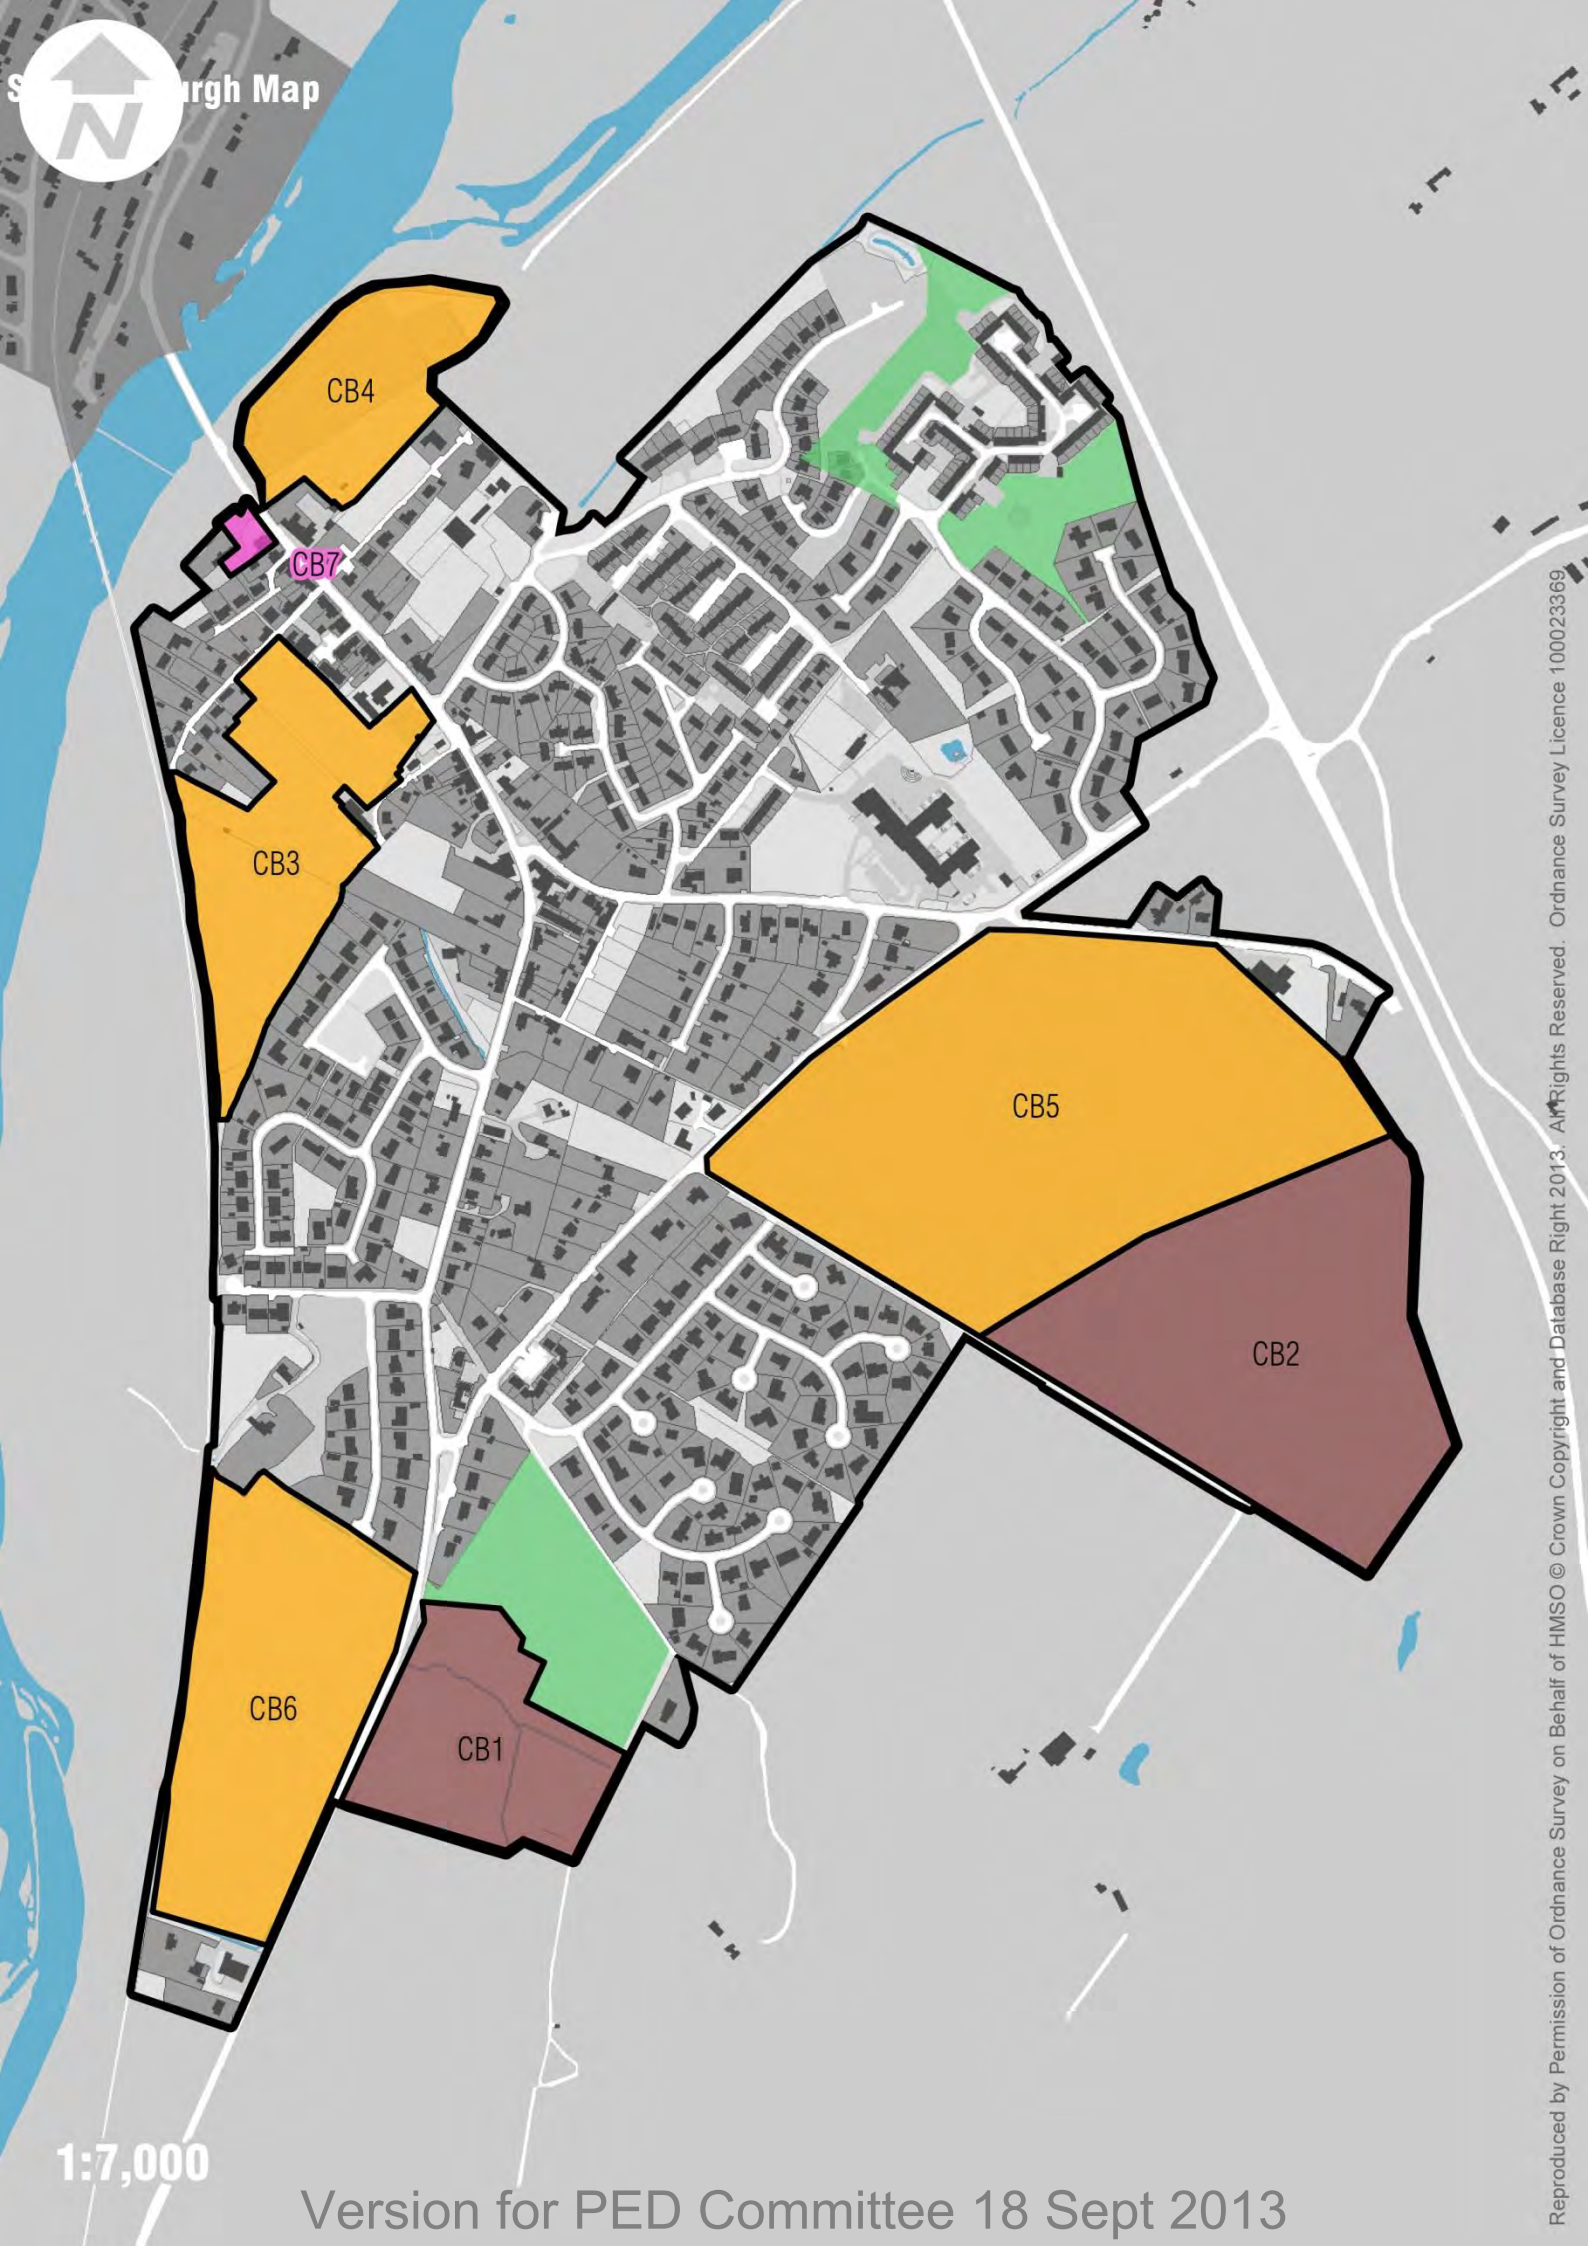 N
urgh Map
CB4
CB7
CB3
CB5
CB2
CB6
CB1
1:7,000
Version for PED Committee 18 Sept 2013
Reproduced by Permission of Ordnance Survey on Behalf of HMSO © Crown Copyright and Database Right 2013. All Rights Reserved. Ordnance Survey Licence 100023369